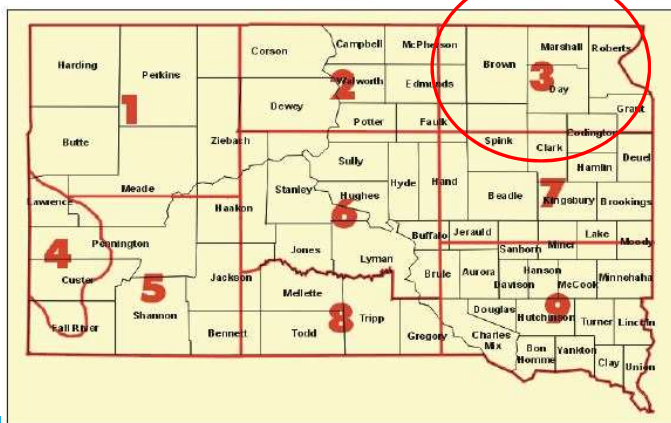 Corson Campbell McPherson Marshall Roberts
Harding Perkins Brown 3
2 Walworth Edmunds Day
1 Dewey Grant
Potter Faulk Codington
Butte Ziebach Spink Clark Deuel
Sully Hamlin
Meade Stanley Hyde Hand Beadle 7
Lawrence Haakon Hughes Kingsbury Brookings
6
Pennington Buffalo Jerauld Lake Moody
4 Jones Lyman Sanborn Miner
Custer Jackson Brule Aurora Hanson
5 Mellette Davison McCook Minnehaha
Shannon 8 Tripp Douglas 9
Fall River Bennett Todd Gregory Charles Mix Hutchinson Turner Lincoln
Bon Homme Yankton Clay Union